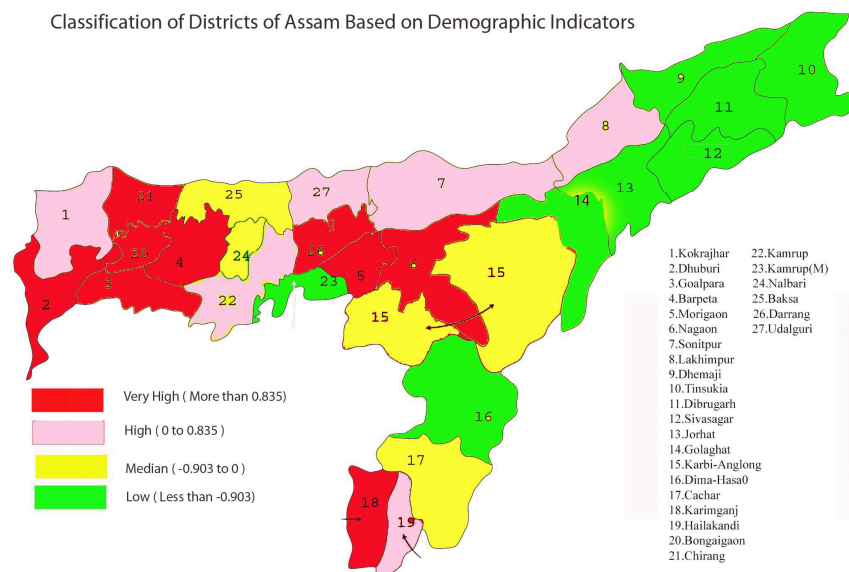 Classification of Districts of Assam Based on Demographic Indicators
10
9
11
8
12
27
7
21
25
13
1
14
20
24
26
6
4
15
5
3
23
2
22
15
1.Kokrajhar 22.Kamrup
2.Dhuburi 23.Kamrup(M)
3.Goalpara 24.Nalbari
4.Barpeta 25.Baksa
5.Morigaon 26.Darrang
6.Nagaon 27.Udalguri
7.Sonitpur
8.Lakhimpur
9.Dhemaji
10.Tinsukia
11.Dibrugarh
12.Sivasagar
13.Jorhat
14.Golaghat
15.Karbi-Anglong
16.Dima-Hasa0
17.Cachar
18.Karimganj
19.Hailakandi
20.Bongaigaon
21.Chirang
Very High ( More than 0.835)
High ( 0 to 0.835 )
Median ( -0.903 to 0 )
Low ( Less than -0.903)
16
17
18
19